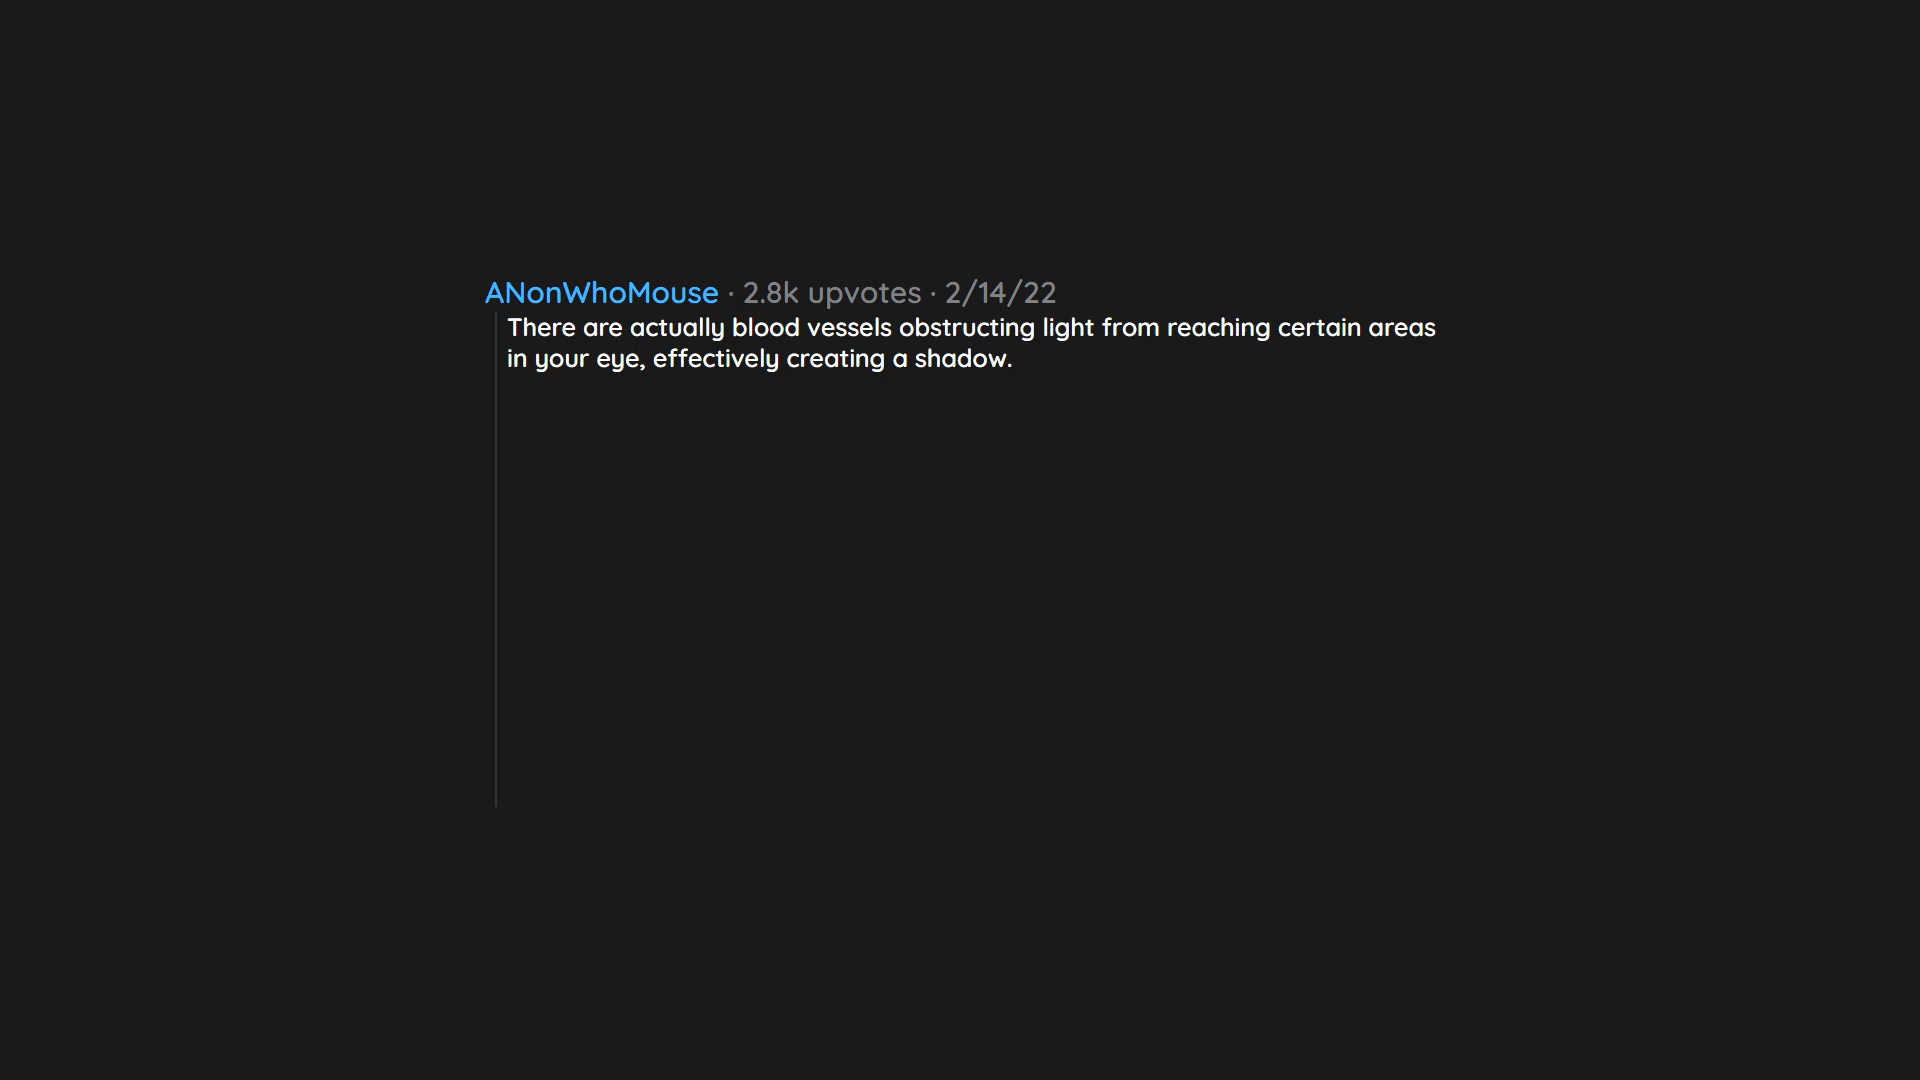 ANonWhoMouse · 2.8k upvotes · 2/14/22
There are actually blood vessels obstructing light from reaching certain areas
in your eye, effectively creating a shadow.